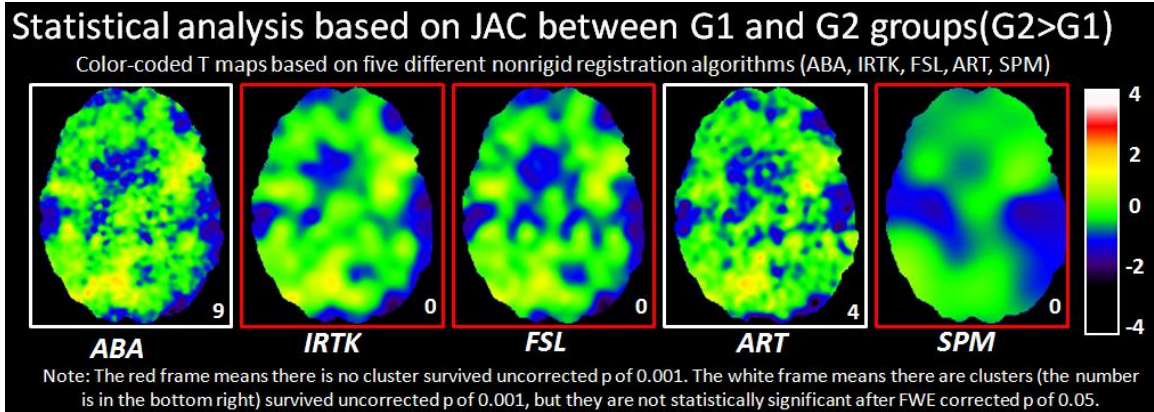 Statistical analysis based on JAC between G1 and G2 groups(G2>G1)
Color-coded T maps based on five different nonrigid registration algorithms (ABA, IRTK, FSL, ART, SPM)
4
2
0
-2
-4
9
0
0
4
0
ABA
IRTK
FSL
ART
SPM
Note: The red frame means there is no cluster survived uncorrected p of 0.001. The white frame means there are clusters (the number
is in the bottom right) survived uncorrected p of 0.001, but they are not statistically significant after FWE corrected p of 0.05.